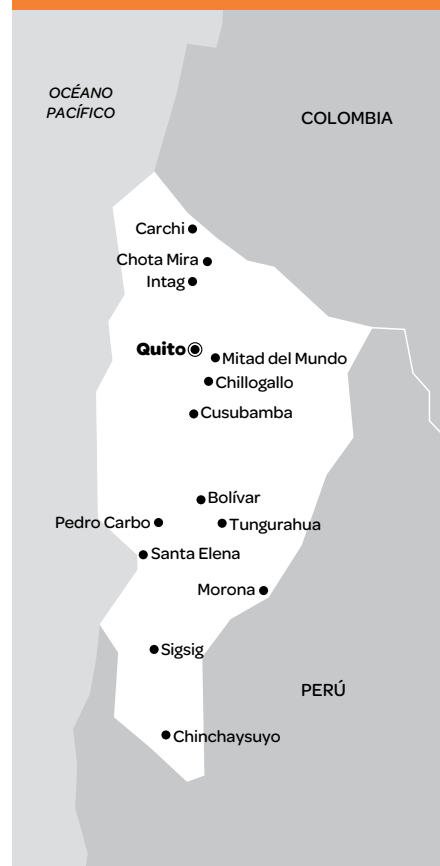 OCÉANO
PACÍFICO
COLOMBIA
Carchi
Chota Mira
Intag
Quito
Mitad del Mundo
Chillogallo
Cusubamba
Bolívar
Pedro Carbo
Tungurahua
Santa Elena
Morona
Sigsig
PERÚ
Chinchaysuyo